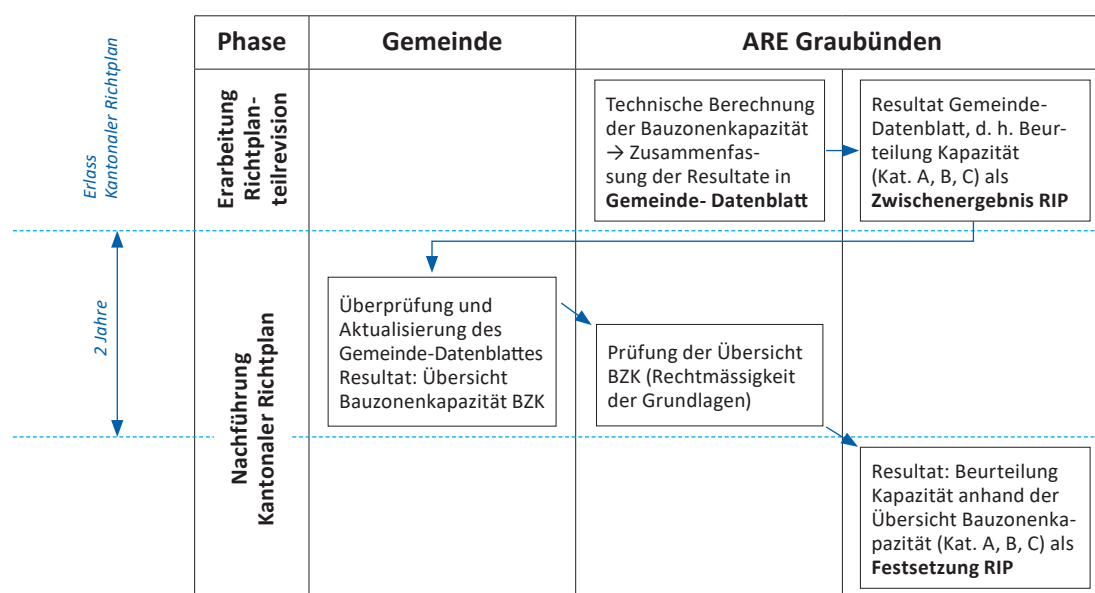 Erlass
Kantonaler Richtplan
2 Jahre
Phase
Gemeinde
ARE Graubünden
Erarbeitung
Richtplan-
teilrevision
Technische Berechnung
der Bauzonenkapazität
→ Zusammenfas-
sung der Resultate in
Gemeinde- Datenblatt
Resultat Gemeinde-
Datenblatt, d. h. Beur-
teilung Kapazität
(Kat. A, B, C) als
Zwischenergebnis RIP
Nachführung
Kantonaler Richtplan
Überprüfung und
Aktualisierung des
Gemeinde-Datenblattes
Resultat: Übersicht
Bauzonenkapazität BZK
Prüfung der Übersicht
BZK (Rechtmässigkeit
der Grundlagen)
Resultat: Beurteilung
Kapazität anhand der
Übersicht Bauzonenka-
pazität (Kat. A, B, C) als
Festsetzung RIP